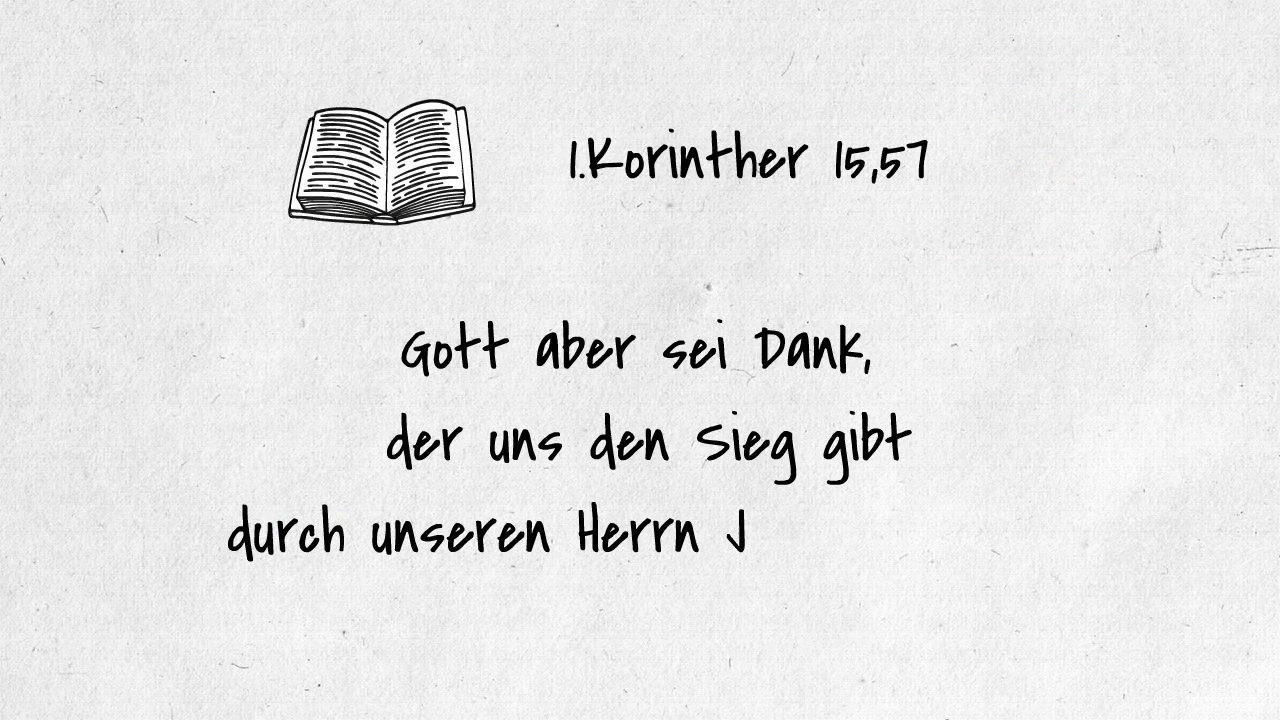 1.Korinther 15,57
Gott aber sei Dank,
der uns den Sieg gibt
durch unseren Herrn J